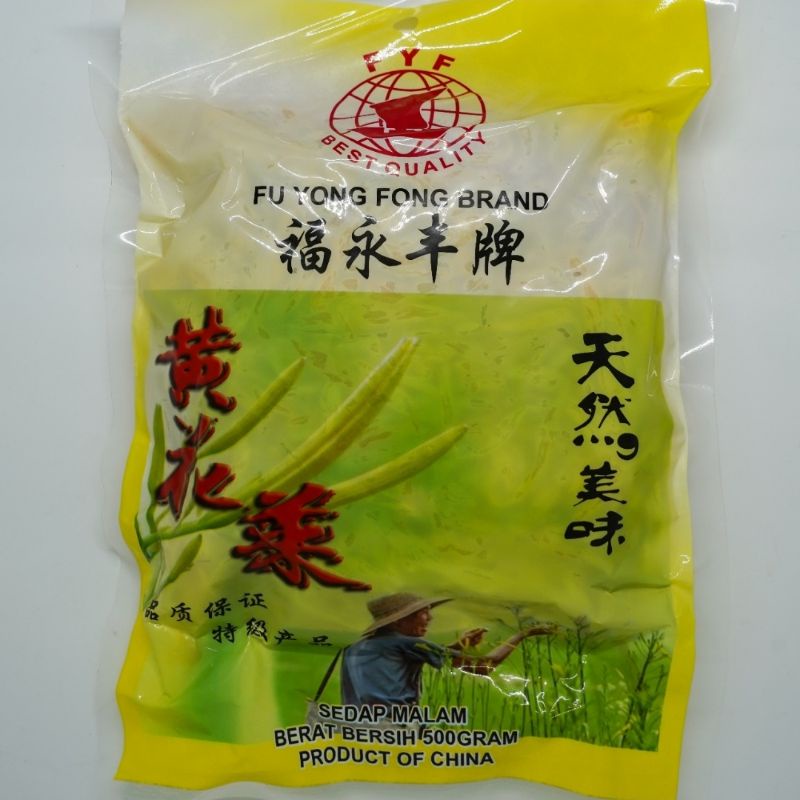 FYF
BEST QUALITY
FU YONG FONG BRAND
福永丰牌
黄花菜
天然美味
品质保证
特级产品
SEDAP MALAM
BERAT BERSIH 500GRAM
PRODUCT OF CHINA